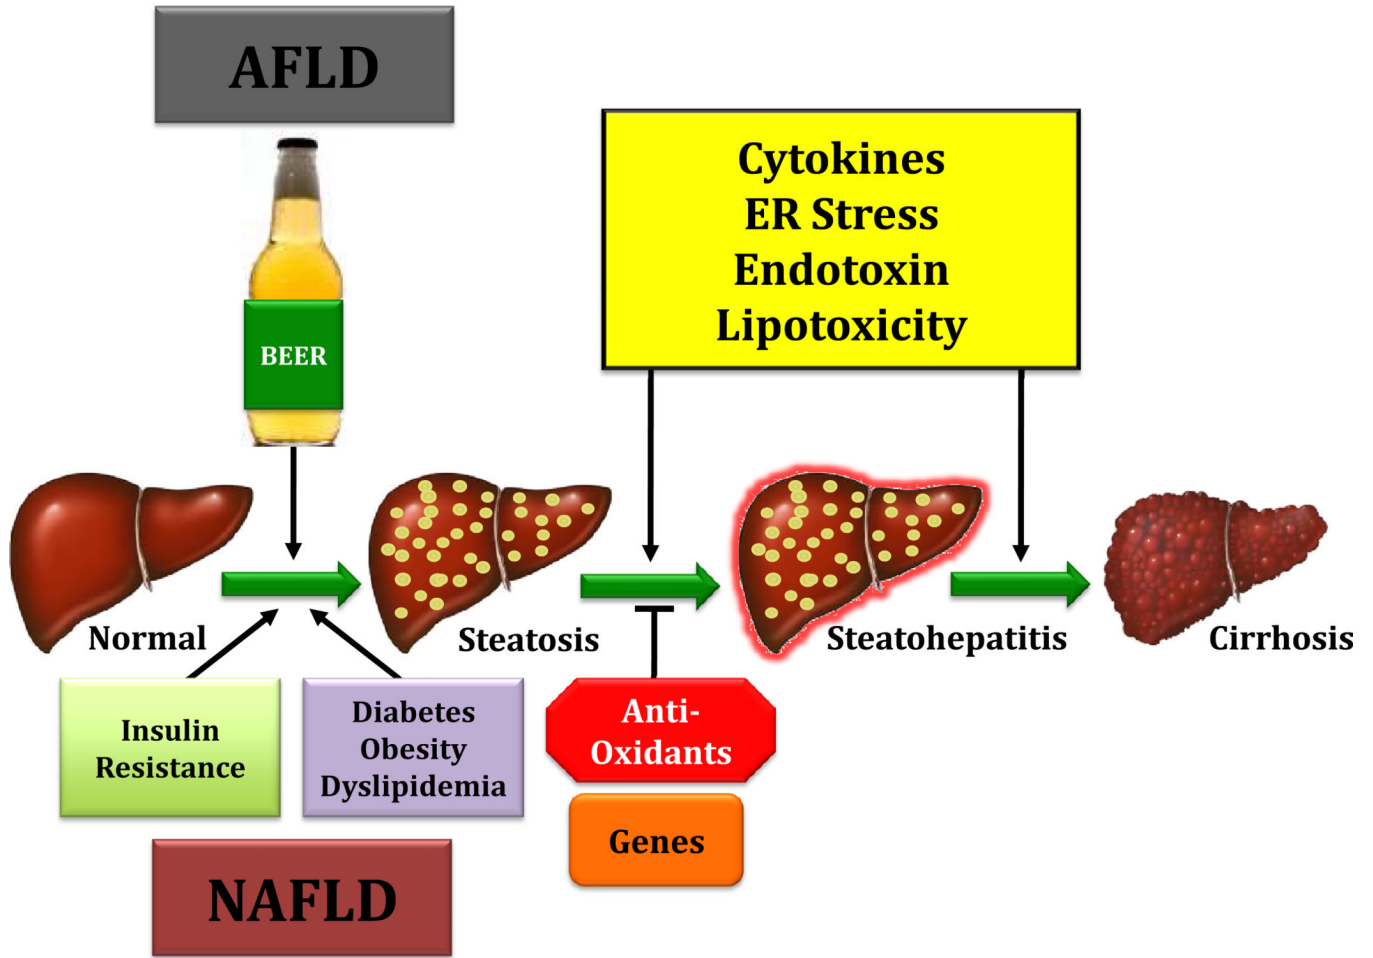 AFLD
Cytokines
ER Stress
Endotoxin
Lipotoxicity
BEER
Normal
Steatosis
Steatohepatitis
Cirrhosis
Insulin
Resistance
Diabetes
Obesity
Dyslipidemia
Anti-
Oxidants
Genes
NAFLD